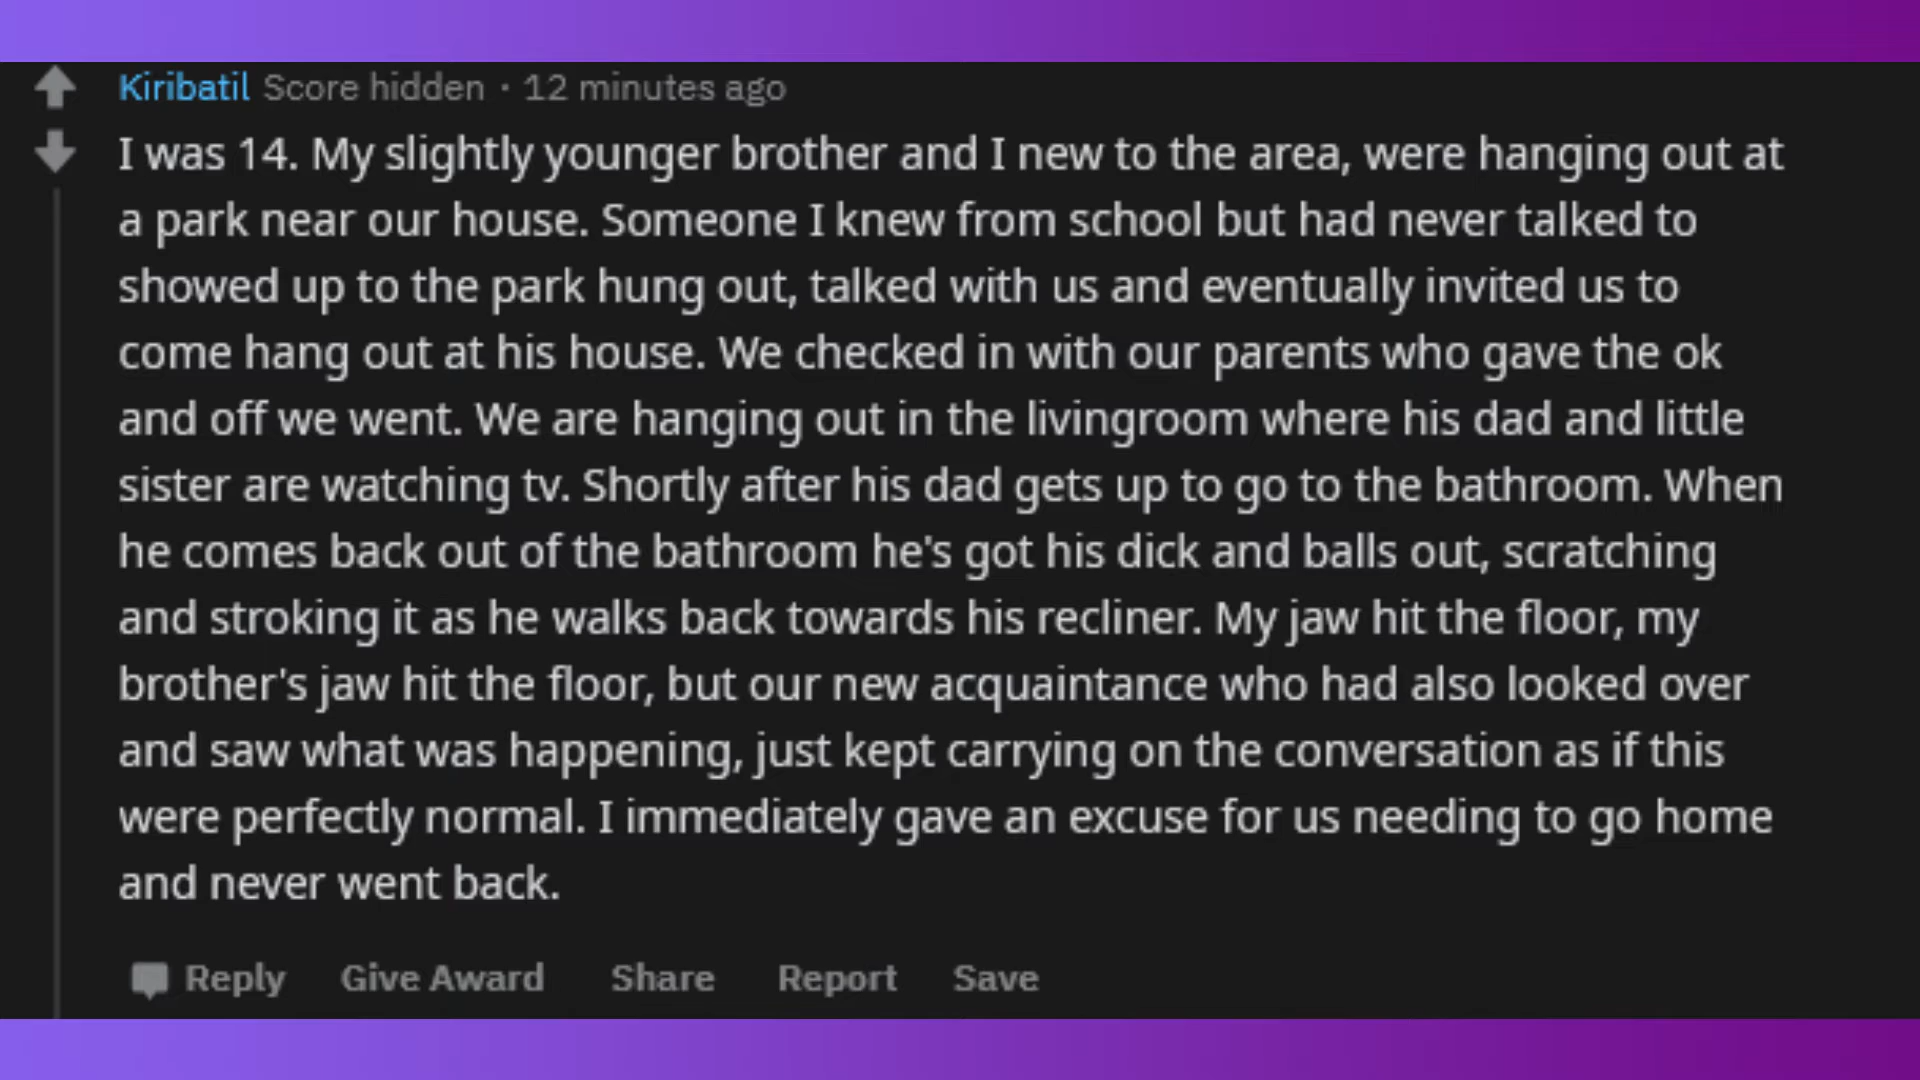 Kiribatil Score hidden · 12 minutes ago
I was 14. My slightly younger brother and I new to the area, were hanging out at
a park near our house. Someone I knew from school but had never talked to
showed up to the park hung out, talked with us and eventually invited us to
come hang out at his house. We checked in with our parents who gave the ok
and off we went. We are hanging out in the livingroom where his dad and little
sister are watching tv. Shortly after his dad gets up to go to the bathroom. When
he comes back out of the bathroom he's got his dick and balls out, scratching
and stroking it as he walks back towards his recliner. My jaw hit the floor, my
brother's jaw hit the floor, but our new acquaintance who had also looked over
and saw what was happening, just kept carrying on the conversation as if this
were perfectly normal. I immediately gave an excuse for us needing to go home
and never went back.
Reply Give Award Share Report Save